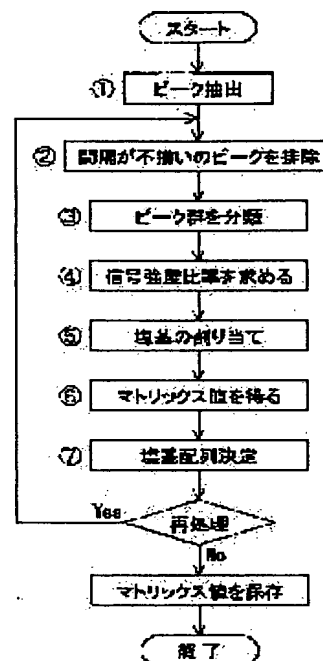 スタート
① ピーク抽出
② 間隔が不揃いのピークを排除
③ ピーク群を分類
④ 信号強度比率を求める
⑤ 塩基の割り当て
⑥ マトリックス値を得る
⑦ 塩基配列決定
Yes
再処理
No
マトリックス値を保存
終了